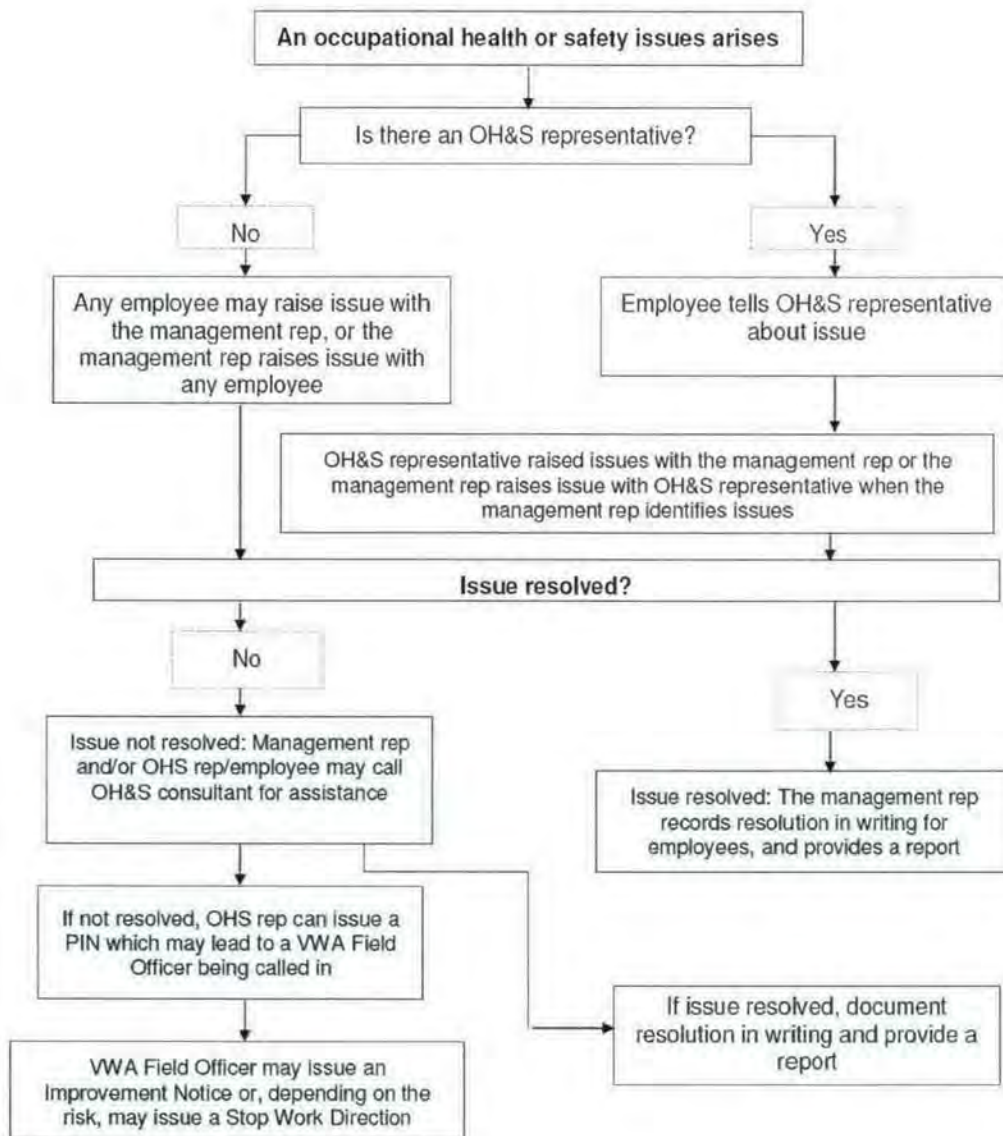 An occupational health or safety issues arises
Is there an OH&S representative?
No
Yes
Any employee may raise issue with
the management rep, or the
management rep raises issue with
any employee
Employee tells OH&S representative
about issue
OH&S representative raised issues with the management rep or the
management rep raises issue with OH&S representative when the
management rep identifies issues
Issue resolved?
No
Yes
Issue not resolved: Management rep
and/or OHS rep/employee may call
OH&S consultant for assistance
Issue resolved: The management rep
records resolution in writing for
employees, and provides a report
If not resolved, OHS rep can issue a
PIN which may lead to a VWA Field
Officer being called in
If issue resolved, document
resolution in writing and provide a
report
VWA Field Officer may issue an
Improvement Notice or, depending on the
risk, may issue a Stop Work Direction